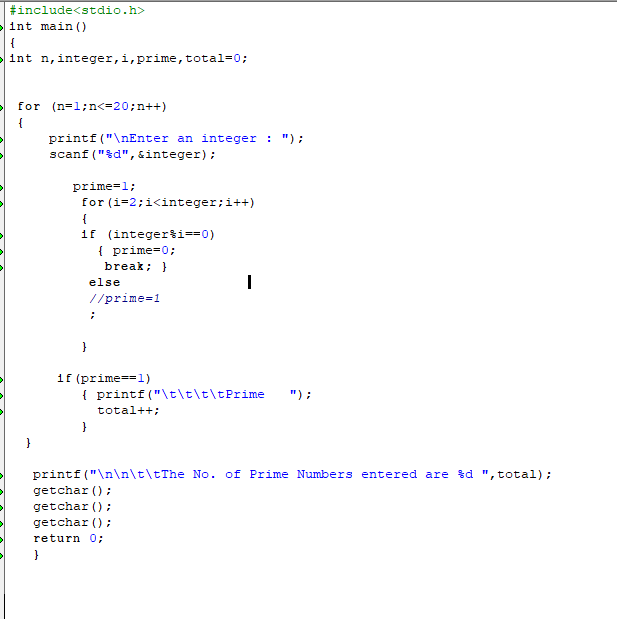 #include<stdio.h>
int main()
{
int n,integer,i,prime,total=0;
for (n=1;n<=20;n++)
{
printf("\nEnter an integer : ");
scanf("%d",&integer);
prime=1;
for(i=2;i<integer;i++)
{
if (integer%i==0)
{ prime=0;
break; }
else
//prime=1
;
}
if(prime==1)
{ printf("\t\t\t\tPrime   ");
total++;
}
}
printf("\n\n\t\tThe No. of Prime Numbers entered are %d ",total);
getchar();
getchar();
getchar();
return 0;
}